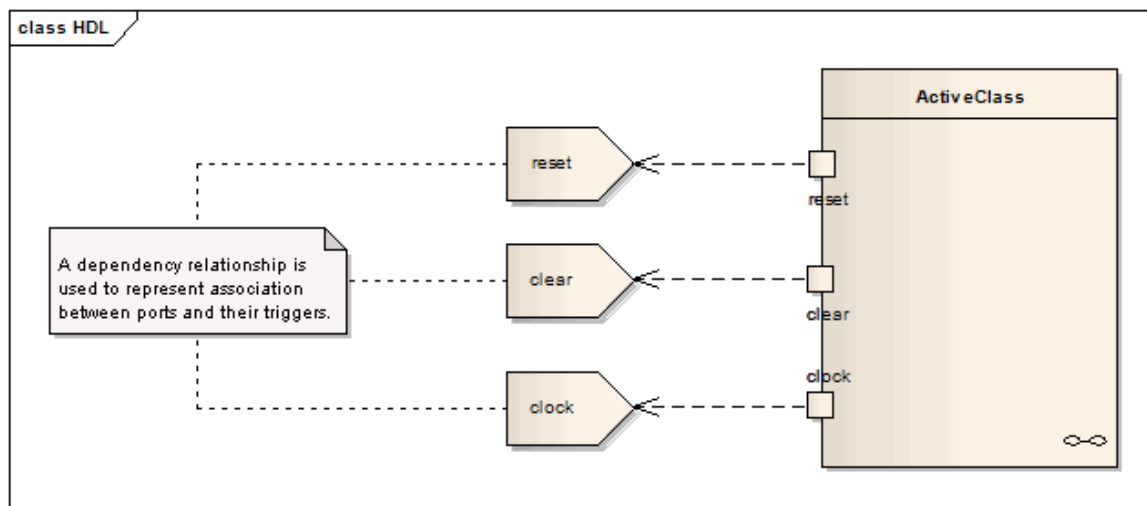 class HDL
ActiveClass
reset
reset
A dependency relationship is
used to represent association
between ports and their triggers.
clear
clear
clock
clock